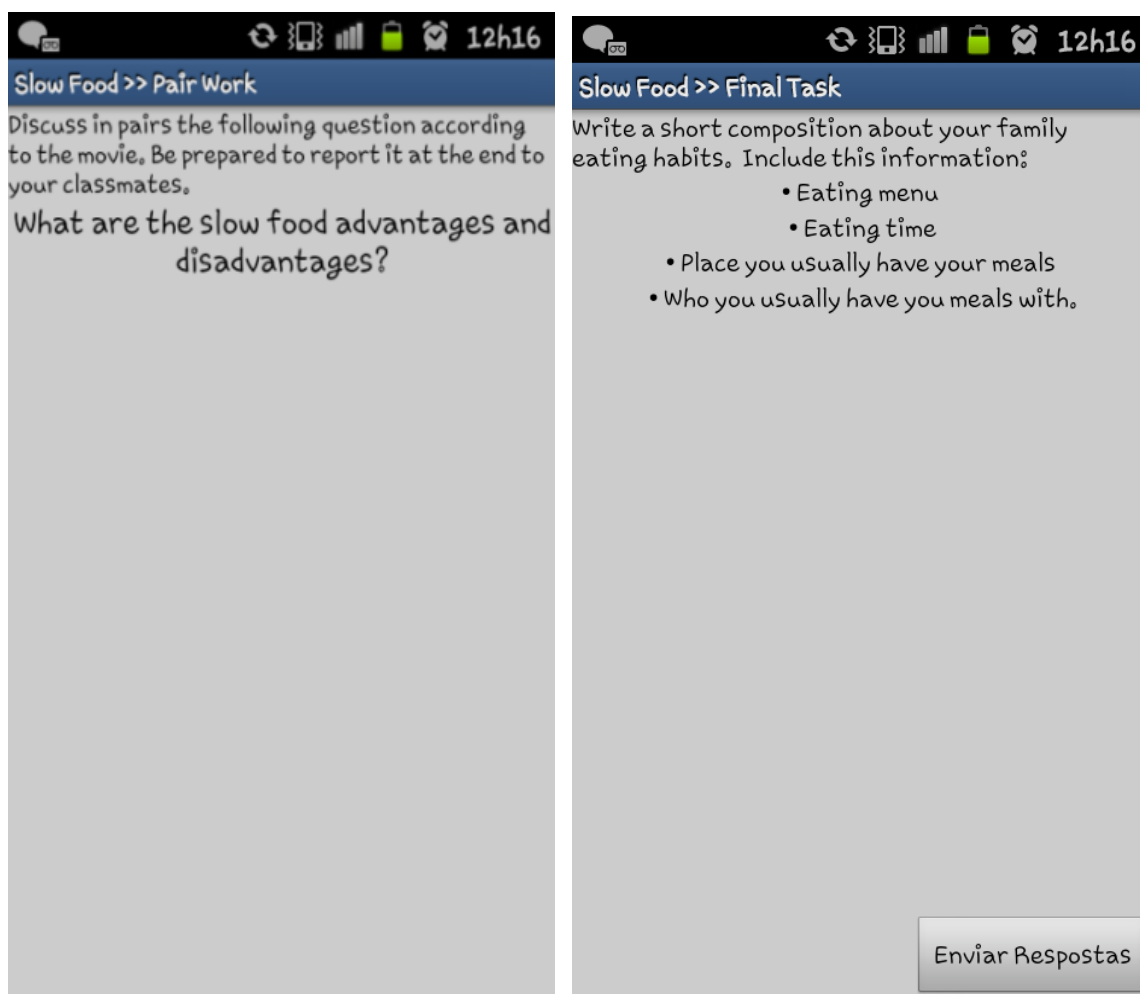 12h16
Slow Food >> Pair Work
Discuss in pairs the following question according
to the movie. Be prepared to report it at the end to
your classmates.
What are the slow food advantages and
disadvantages?
12h16
Slow Food >> Final Task
Write a short composition about your family
eating habits. Include this information:
• Eating menu
• Eating time
• Place you usually have your meals
• Who you usually have you meals with.
Enviar Respostas